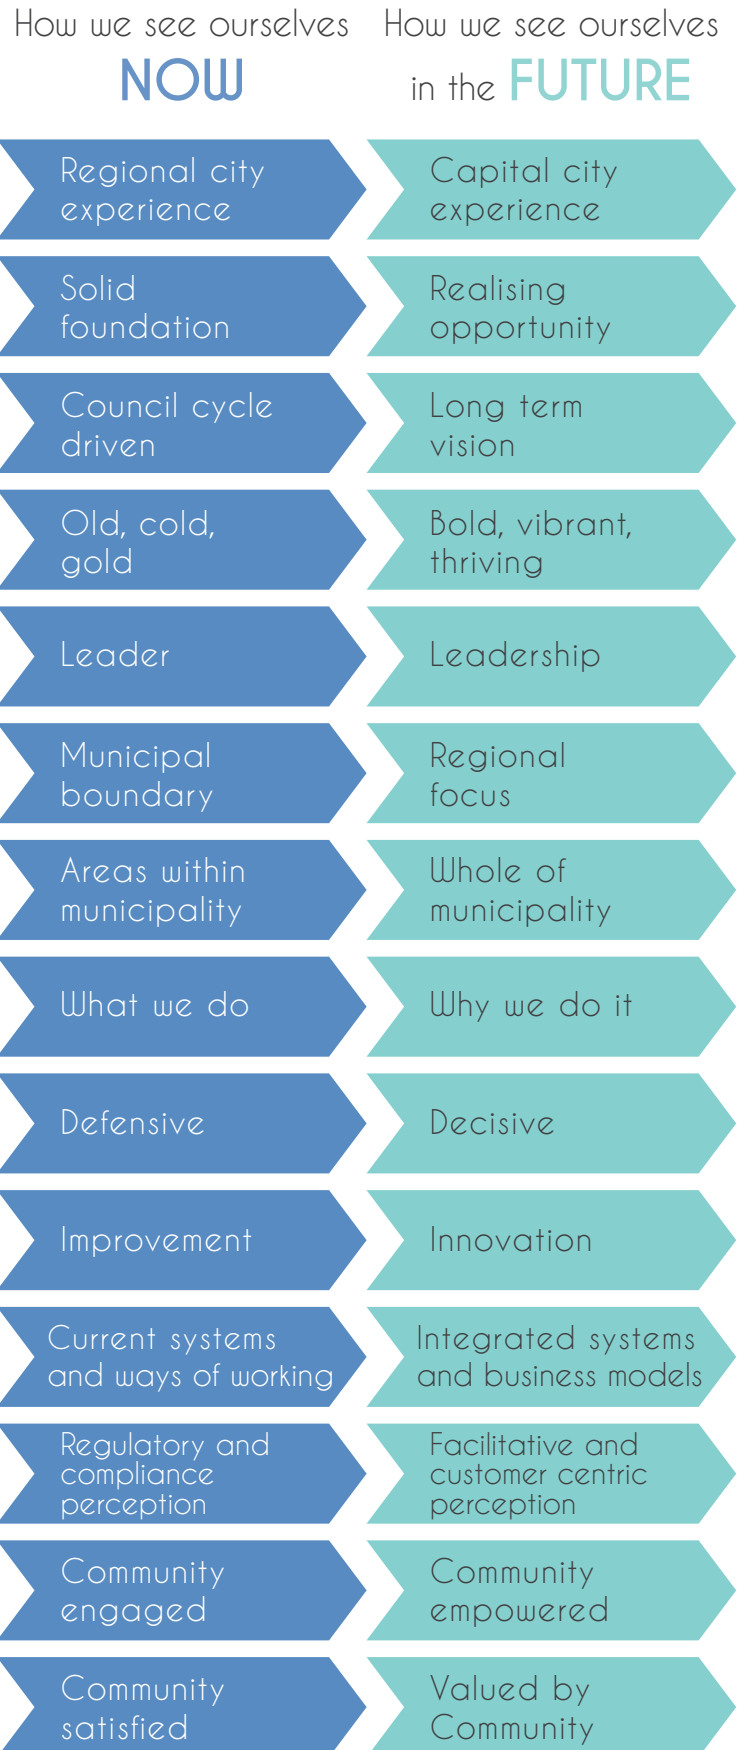 How we see ourselves
NOW
How we see ourselves
in the FUTURE
Regional city
experience
Capital city
experience
Solid
foundation
Realising
opportunity
Council cycle
driven
Long term
vision
Old, cold,
gold
Bold, vibrant,
thriving
Leader
Leadership
Municipal
boundary
Regional
focus
Areas within
municipality
Whole of
municipality
What we do
Why we do it
Defensive
Decisive
Improvement
Innovation
Current systems
and ways of working
Integrated systems
and business models
Regulatory and
compliance
perception
Facilitative and
customer centric
perception
Community
engaged
Community
empowered
Community
satisfied
Valued by
Community